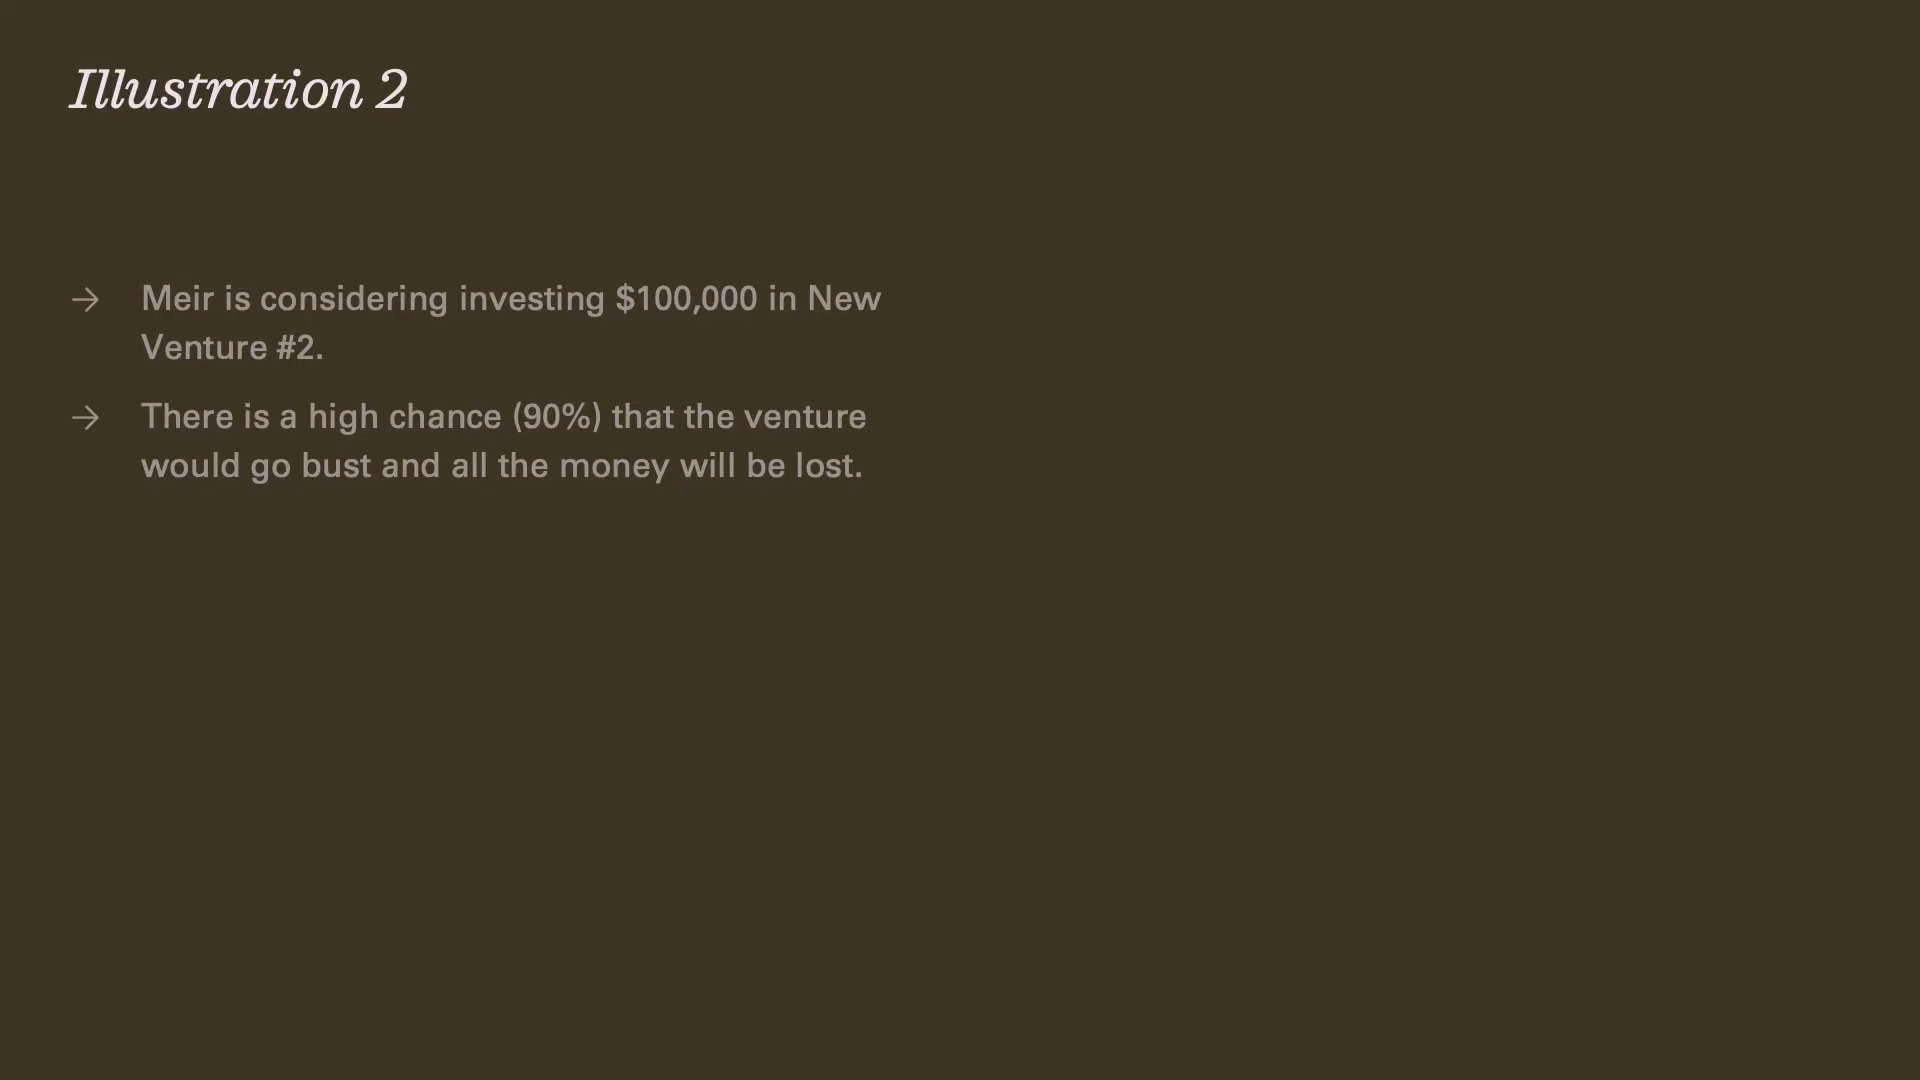 Illustration 2
→ Meir is considering investing $100,000 in New
Venture #2.
→ There is a high chance (90%) that the venture
would go bust and all the money will be lost.